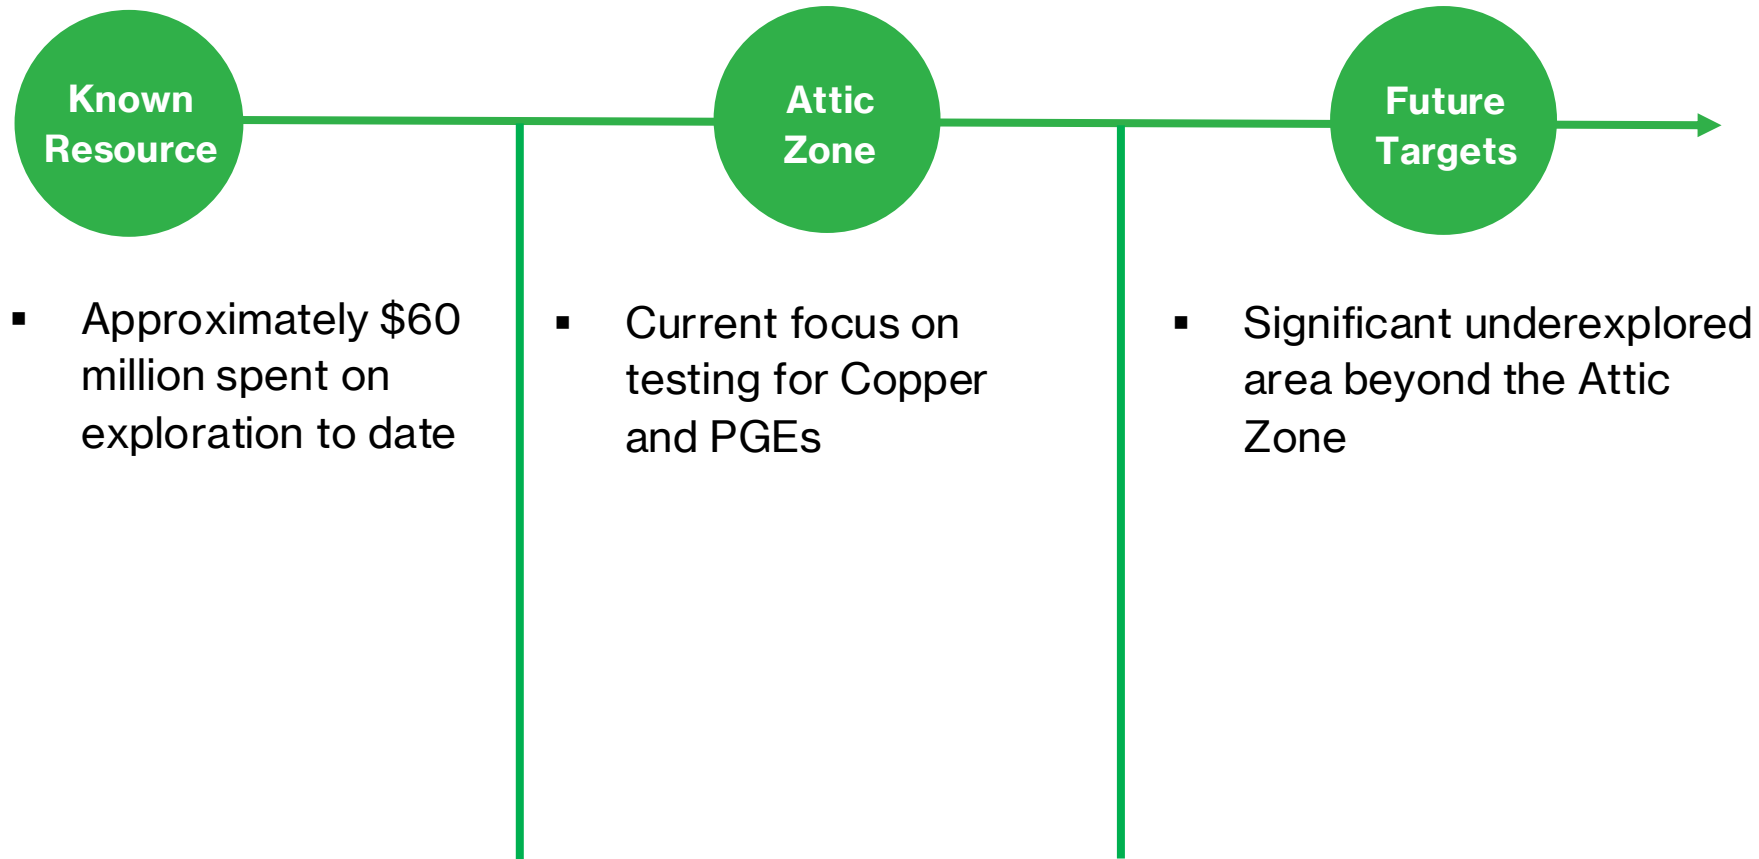 Known
Resource
Attic
Zone
Future
Targets
▪ Approximately $60
million spent on
exploration to date
▪ Current focus on
testing for Copper
and PGEs
▪ Significant underexplored
area beyond the Attic
Zone